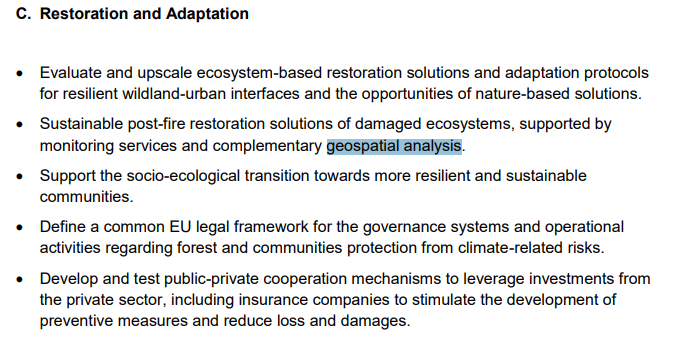 C. Restoration and Adaptation
• Evaluate and upscale ecosystem-based restoration solutions and adaptation protocols
for resilient wildland-urban interfaces and the opportunities of nature-based solutions.
• Sustainable post-fire restoration solutions of damaged ecosystems, supported by
monitoring services and complementary geospatial analysis.
• Support the socio-ecological transition towards more resilient and sustainable
communities.
• Define a common EU legal framework for the governance systems and operational
activities regarding forest and communities protection from climate-related risks.
• Develop and test public-private cooperation mechanisms to leverage investments from
the private sector, including insurance companies to stimulate the development of
preventive measures and reduce loss and damages.